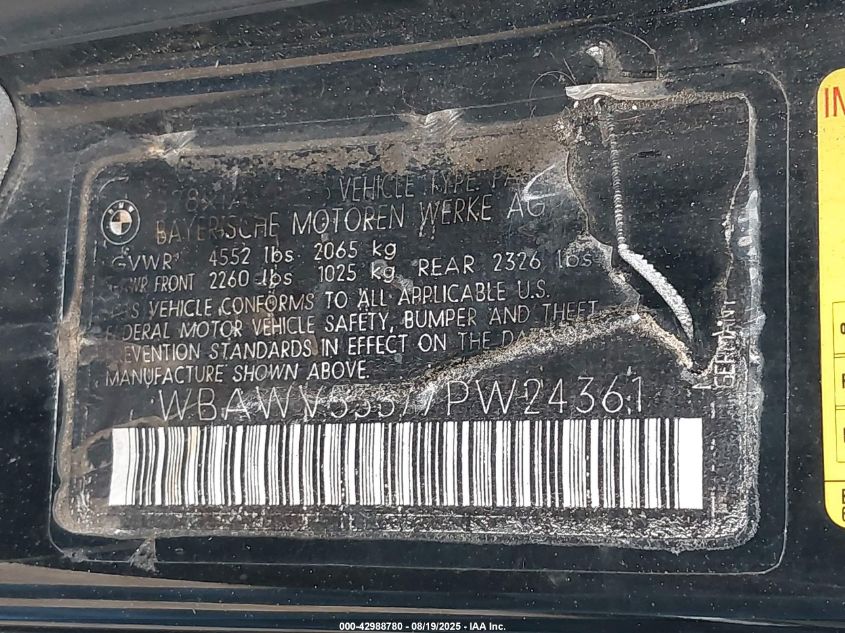 VEHICLE TYPE:
BAYERISCHE MOTOREN WERKE AG
GVWR 4552 lbs 2065 kg
FRONT 2260 lbs 1025 kg REAR 2326 lbs
VEHICLE CONFORMS TO ALL APPLICABLE U.S.
FEDERAL MOTOR VEHICLE SAFETY, BUMPER AND THEFT
PREVENTION STANDARDS IN EFFECT ON THE
MANUFACTURE SHOWN ABOVE.
GERMANY
000-42988780 - 08/19/2025 - IAA Inc.